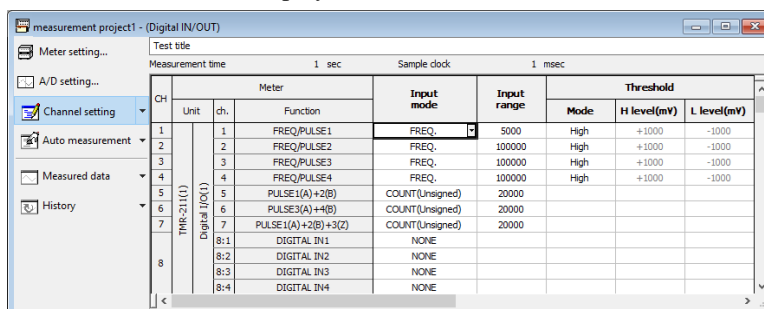 measurement project1 - (Digital IN/OUT)
Meter setting...
A/D setting...
Channel setting
Auto measurement
Measured data
History
Test title
Measurement time 1 sec Sample clock 1 msec
CH Meter Input mode Input range Threshold
Unit ch. Function Mode H level(mV) L level(mV)
TMR-211(1)
Digital I/O(1)
1 1 FREQ/PULSE1 FREQ. 5000 High +1000 -1000
2 2 FREQ/PULSE2 FREQ. 100000 High +1000 -1000
3 3 FREQ/PULSE3 FREQ. 100000 High +1000 -1000
4 4 FREQ/PULSE4 FREQ. 100000 High +1000 -1000
5 5 PULSE1(A)+2(B) COUNT(Unsigned) 20000
6 6 PULSE3(A)+4(B) COUNT(Unsigned) 20000
7 7 PULSE1(A)+2(B)+3(Z) COUNT(Unsigned) 20000
8 8:1 DIGITAL IN1 NONE
8:2 DIGITAL IN2 NONE
8:3 DIGITAL IN3 NONE
8:4 DIGITAL IN4 NONE